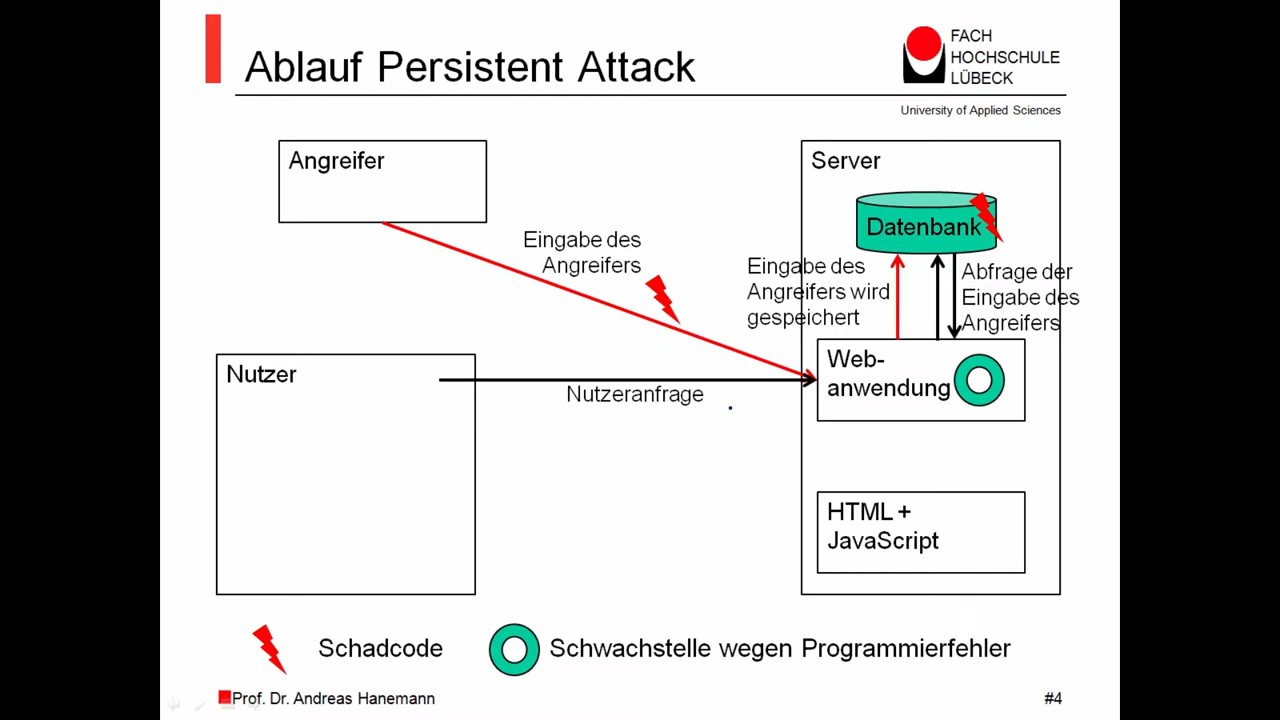 Ablauf Persistent Attack
FACH
HOCHSCHULE
LÜBECK
University of Applied Sciences
Angreifer
Server
Datenbank
Eingabe des
Angreifers
Eingabe des
Angreifers wird
gespeichert
Abfrage der
Eingabe des
Angreifers
Nutzer
Nutzeranfrage
Web-
anwendung
HTML +
JavaScript
Schadcode
Schwachstelle wegen Programmierfehler
Prof. Dr. Andreas Hanemann
#4